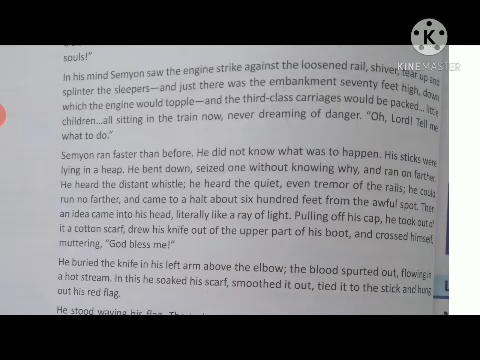 souls!"
In his mind Semyon saw the engine strike against the loosened rail, shiver, tear up and
splinter the sleepers—and just there was the embankment seventy feet high, down
which the engine would topple—and the third-class carriages would be packed... little
children...all sitting in the train now, never dreaming of danger. "Oh, Lord! Tell me
what to do."
Semyon ran faster than before. He did not know what was to happen. His sticks were
lying in a heap. He bent down, seized one without knowing why, and ran on farther.
He heard the distant whistle; he heard the quiet, even tremor of the rails; he could
run no farther, and came to a halt about six hundred feet from the awful spot. Then
an idea came into his head, literally like a ray of light. Pulling off his cap, he took out of
it a cotton scarf, drew his knife out of the upper part of his boot, and crossed himself,
muttering, "God bless me!"
He buried the knife in his left arm above the elbow; the blood spurted out, flowing in
a hot stream. In this he soaked his scarf, smoothed it out, tied it to the stick and hung
out his red flag.
He stood waving his flag.
KINEMASTER